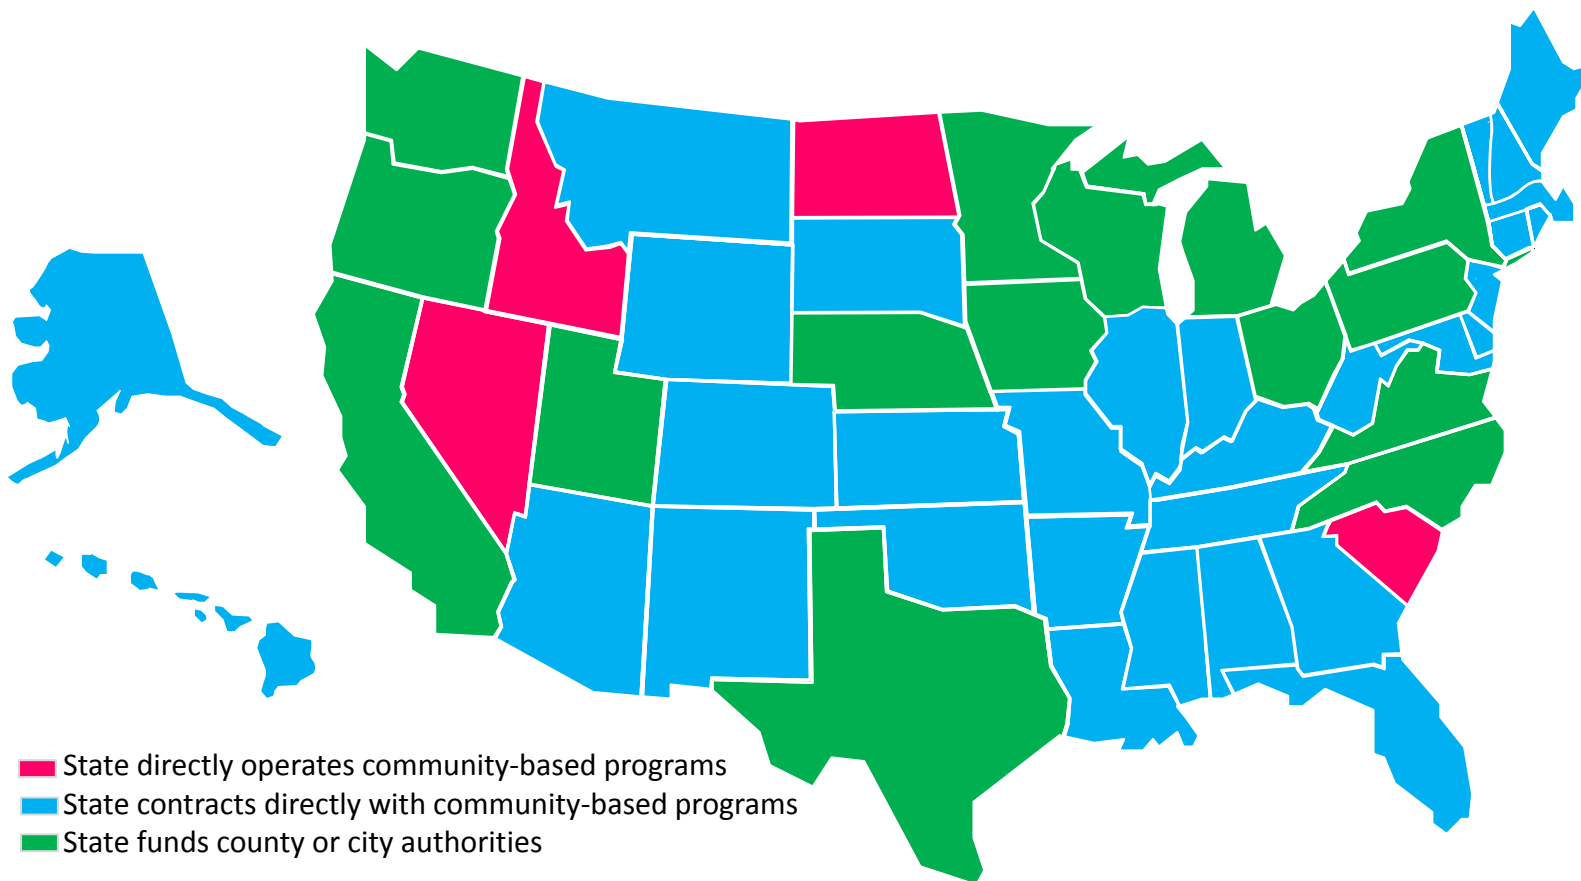 State directly operates community-based programs
State contracts directly with community-based programs
State funds county or city authorities